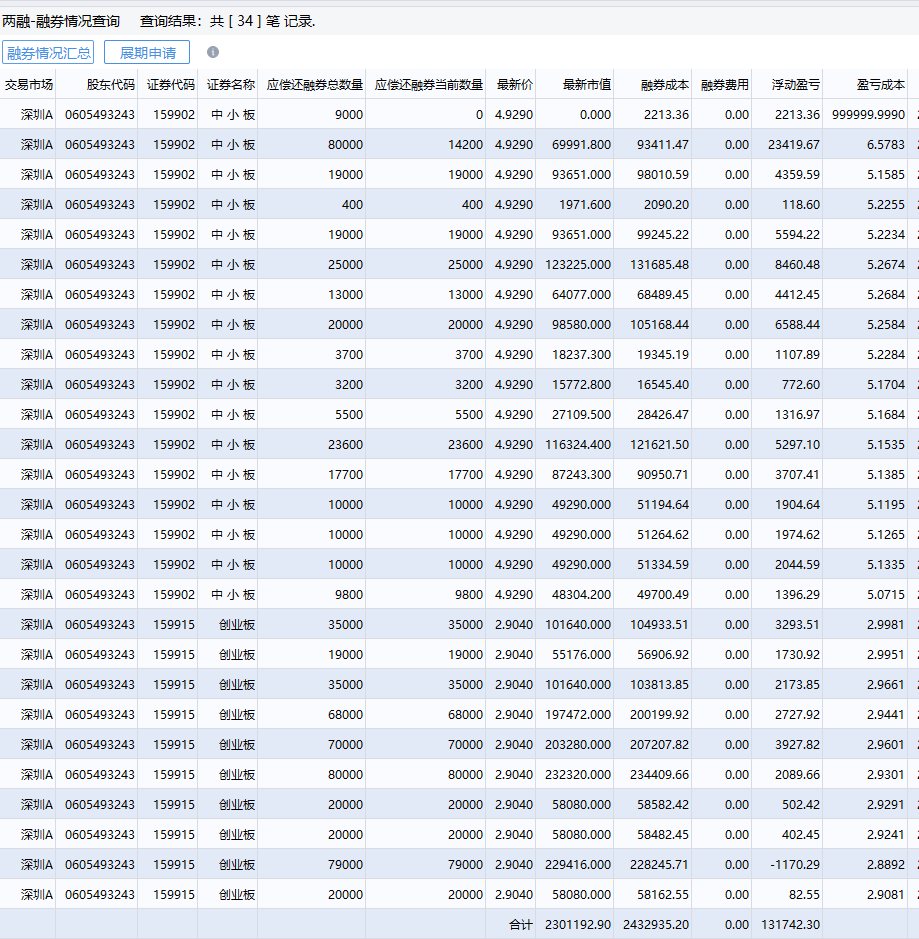 两融-融券情况查询 查询结果：共 [ 34 ] 笔 记录.
融券情况汇总 展期申请
交易市场 股东代码 证券代码 证券名称 应偿还融券总数量 应偿还融券当前数量 最新价 最新市值 融券成本 融券费用 浮动盈亏 盈亏成本
深圳A 0605493243 159902 中 小 板 9000 0 4.9290 0.000 2213.36 0.00 2213.36 999999.9990
深圳A 0605493243 159902 中 小 板 80000 14200 4.9290 69991.800 93411.47 0.00 23419.67 6.5783
深圳A 0605493243 159902 中 小 板 19000 19000 4.9290 93651.000 98010.59 0.00 4359.59 5.1585
深圳A 0605493243 159902 中 小 板 400 400 4.9290 1971.600 2090.20 0.00 118.60 5.2255
深圳A 0605493243 159902 中 小 板 19000 19000 4.9290 93651.000 99245.22 0.00 5594.22 5.2234
深圳A 0605493243 159902 中 小 板 25000 25000 4.9290 123225.000 131685.48 0.00 8460.48 5.2674
深圳A 0605493243 159902 中 小 板 13000 13000 4.9290 64077.000 68489.45 0.00 4412.45 5.2684
深圳A 0605493243 159902 中 小 板 20000 20000 4.9290 98580.000 105168.44 0.00 6588.44 5.2584
深圳A 0605493243 159902 中 小 板 3700 3700 4.9290 18237.300 19345.19 0.00 1107.89 5.2284
深圳A 0605493243 159902 中 小 板 3200 3200 4.9290 15772.800 16545.40 0.00 772.60 5.1704
深圳A 0605493243 159902 中 小 板 5500 5500 4.9290 27109.500 28426.47 0.00 1316.97 5.1684
深圳A 0605493243 159902 中 小 板 23600 23600 4.9290 116324.400 121621.50 0.00 5297.10 5.1535
深圳A 0605493243 159902 中 小 板 17700 17700 4.9290 87243.300 90950.71 0.00 3707.41 5.1385
深圳A 0605493243 159902 中 小 板 10000 10000 4.9290 49290.000 51194.64 0.00 1904.64 5.1195
深圳A 0605493243 159902 中 小 板 10000 10000 4.9290 49290.000 51264.62 0.00 1974.62 5.1265
深圳A 0605493243 159902 中 小 板 10000 10000 4.9290 49290.000 51334.59 0.00 2044.59 5.1335
深圳A 0605493243 159902 中 小 板 9800 9800 4.9290 48304.200 49700.49 0.00 1396.29 5.0715
深圳A 0605493243 159915 创业板 35000 35000 2.9040 101640.000 104933.51 0.00 3293.51 2.9981
深圳A 0605493243 159915 创业板 19000 19000 2.9040 55176.000 56906.92 0.00 1730.92 2.9951
深圳A 0605493243 159915 创业板 35000 35000 2.9040 101640.000 103813.85 0.00 2173.85 2.9661
深圳A 0605493243 159915 创业板 68000 68000 2.9040 197472.000 200199.92 0.00 2727.92 2.9441
深圳A 0605493243 159915 创业板 70000 70000 2.9040 203280.000 207207.82 0.00 3927.82 2.9601
深圳A 0605493243 159915 创业板 80000 80000 2.9040 232320.000 234409.66 0.00 2089.66 2.9301
深圳A 0605493243 159915 创业板 20000 20000 2.9040 58080.000 58582.42 0.00 502.42 2.9291
深圳A 0605493243 159915 创业板 20000 20000 2.9040 58080.000 58482.45 0.00 402.45 2.9241
深圳A 0605493243 159915 创业板 79000 79000 2.9040 229416.000 228245.71 0.00 -1170.29 2.8892
深圳A 0605493243 159915 创业板 20000 20000 2.9040 58080.000 58162.55 0.00 82.55 2.9081
合计 2301192.90 2432935.20 0.00 131742.30